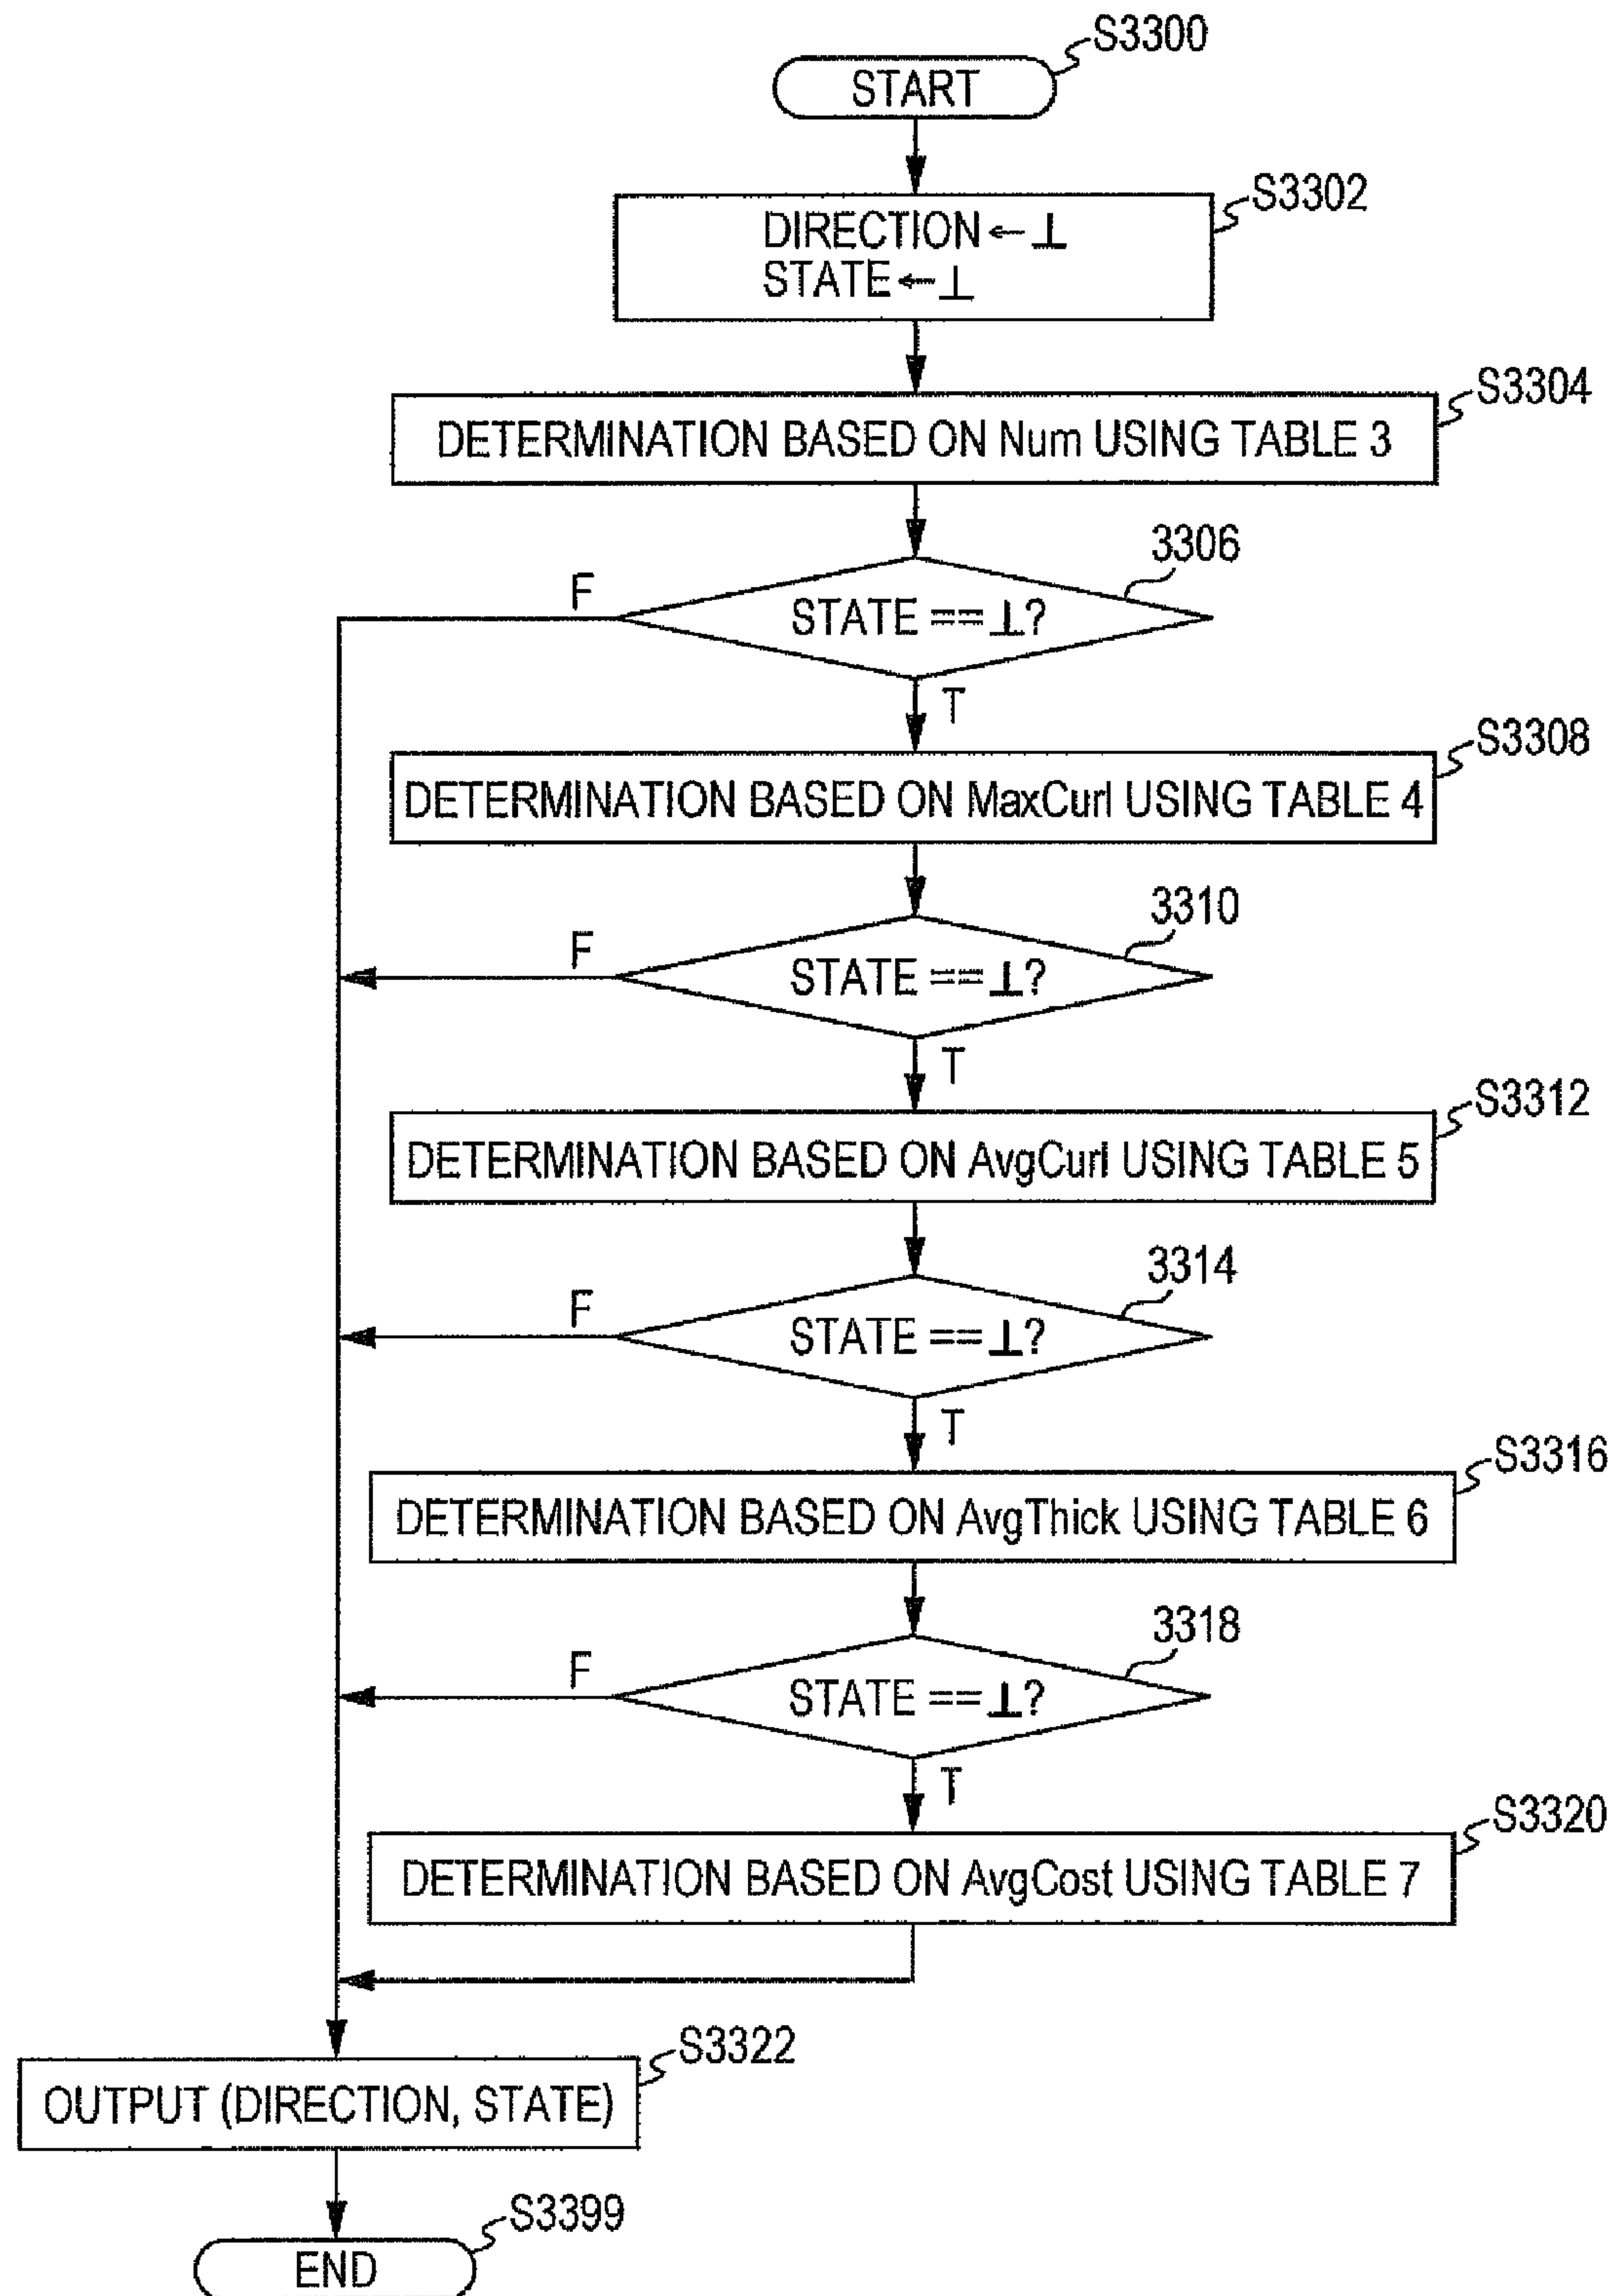 S3300
START
S3302
DIRECTION ← ⊥
STATE ← ⊥
S3304
DETERMINATION BASED ON Num USING TABLE 3
3306
F
STATE == ⊥?
T
S3308
DETERMINATION BASED ON MaxCurl USING TABLE 4
3310
F
STATE == ⊥?
T
S3312
DETERMINATION BASED ON AvgCurl USING TABLE 5
3314
F
STATE == ⊥?
T
S3316
DETERMINATION BASED ON AvgThick USING TABLE 6
3318
F
STATE == ⊥?
T
S3320
DETERMINATION BASED ON AvgCost USING TABLE 7
S3322
OUTPUT (DIRECTION, STATE)
S3399
END